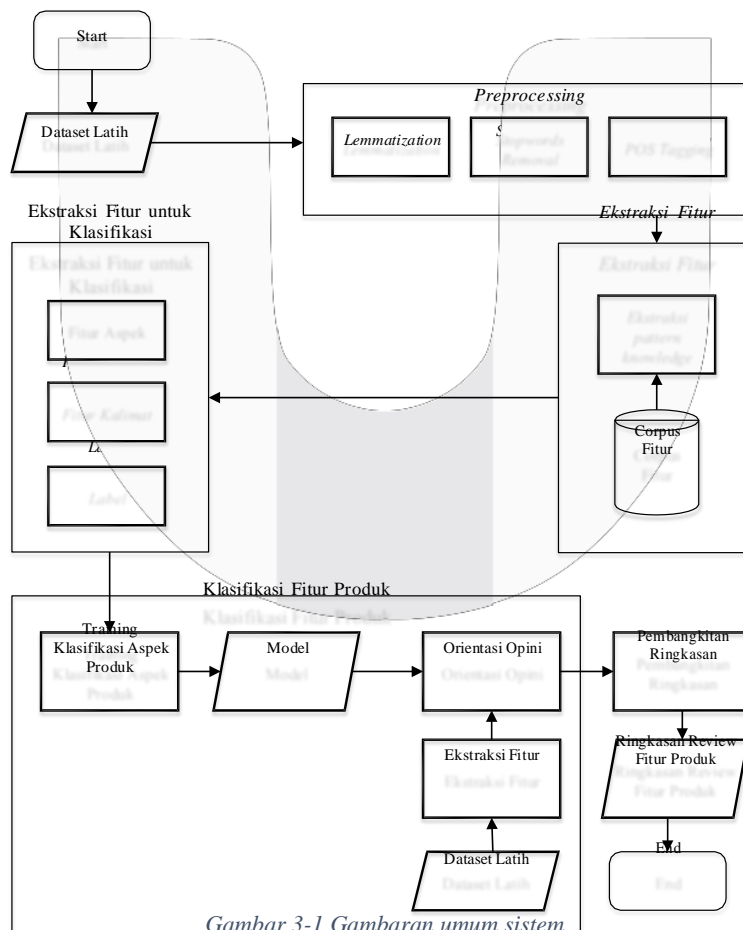 Start
Dataset Latih
Preprocessing
Lemmatization
Stopwords
Removal
POS Tagging
Ekstraksi Fitur untuk
Klasifikasi
Fitur Aspek
Fitur Kalimat
Label
Ekstraksi Fitur
Ekstraksi
pattern
knowledge
Corpus
Fitur
Klasifikasi Fitur Produk
Training
Klasifikasi Aspek
Produk
Model
Orientasi Opini
Ekstraksi Fitur
Dataset Latih
Pembangkitan
Ringkasan
Ringkasan Review
Fitur Produk
End
Gambar 3-1 Gambaran umum sistem